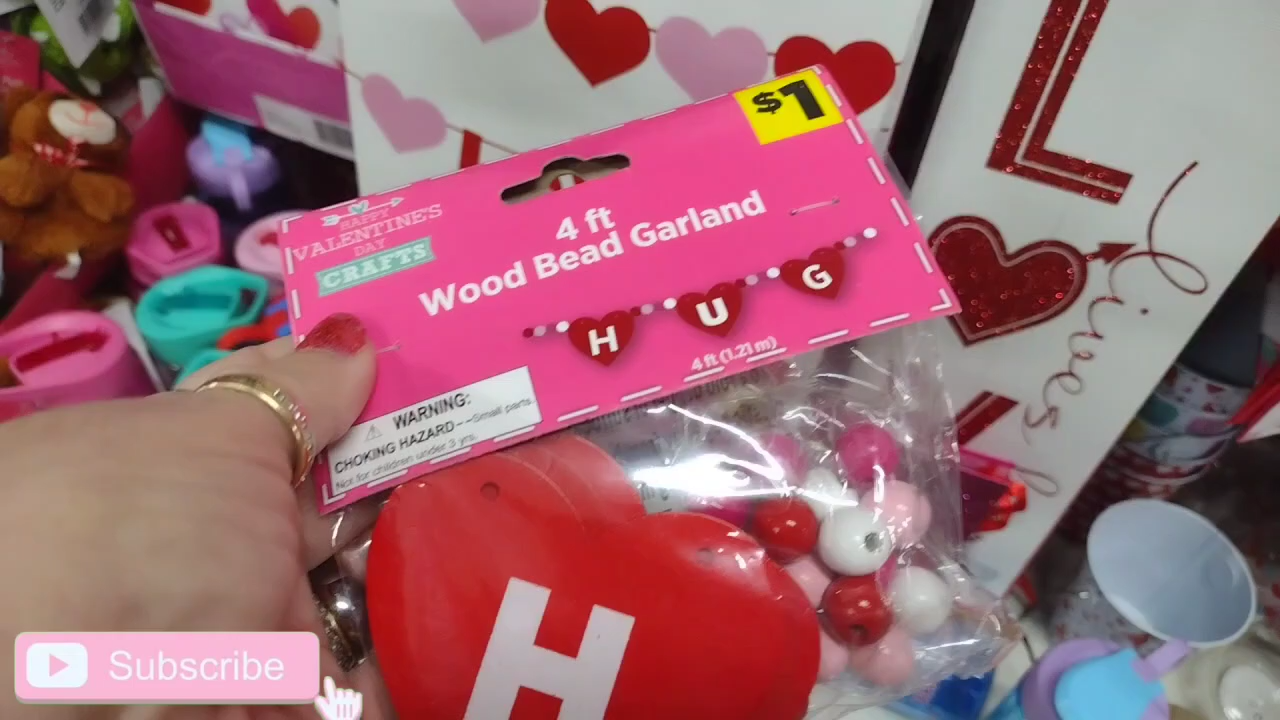 $1
HAPPY
VALENTINE'S
DAY
CRAFTS
4 ft
Wood Bead Garland
H U G
4 ft (1.21 m)
WARNING:
CHOKING HAZARD--Small parts.
Not for children under 3 yrs.
H
L
Lines
Subscribe